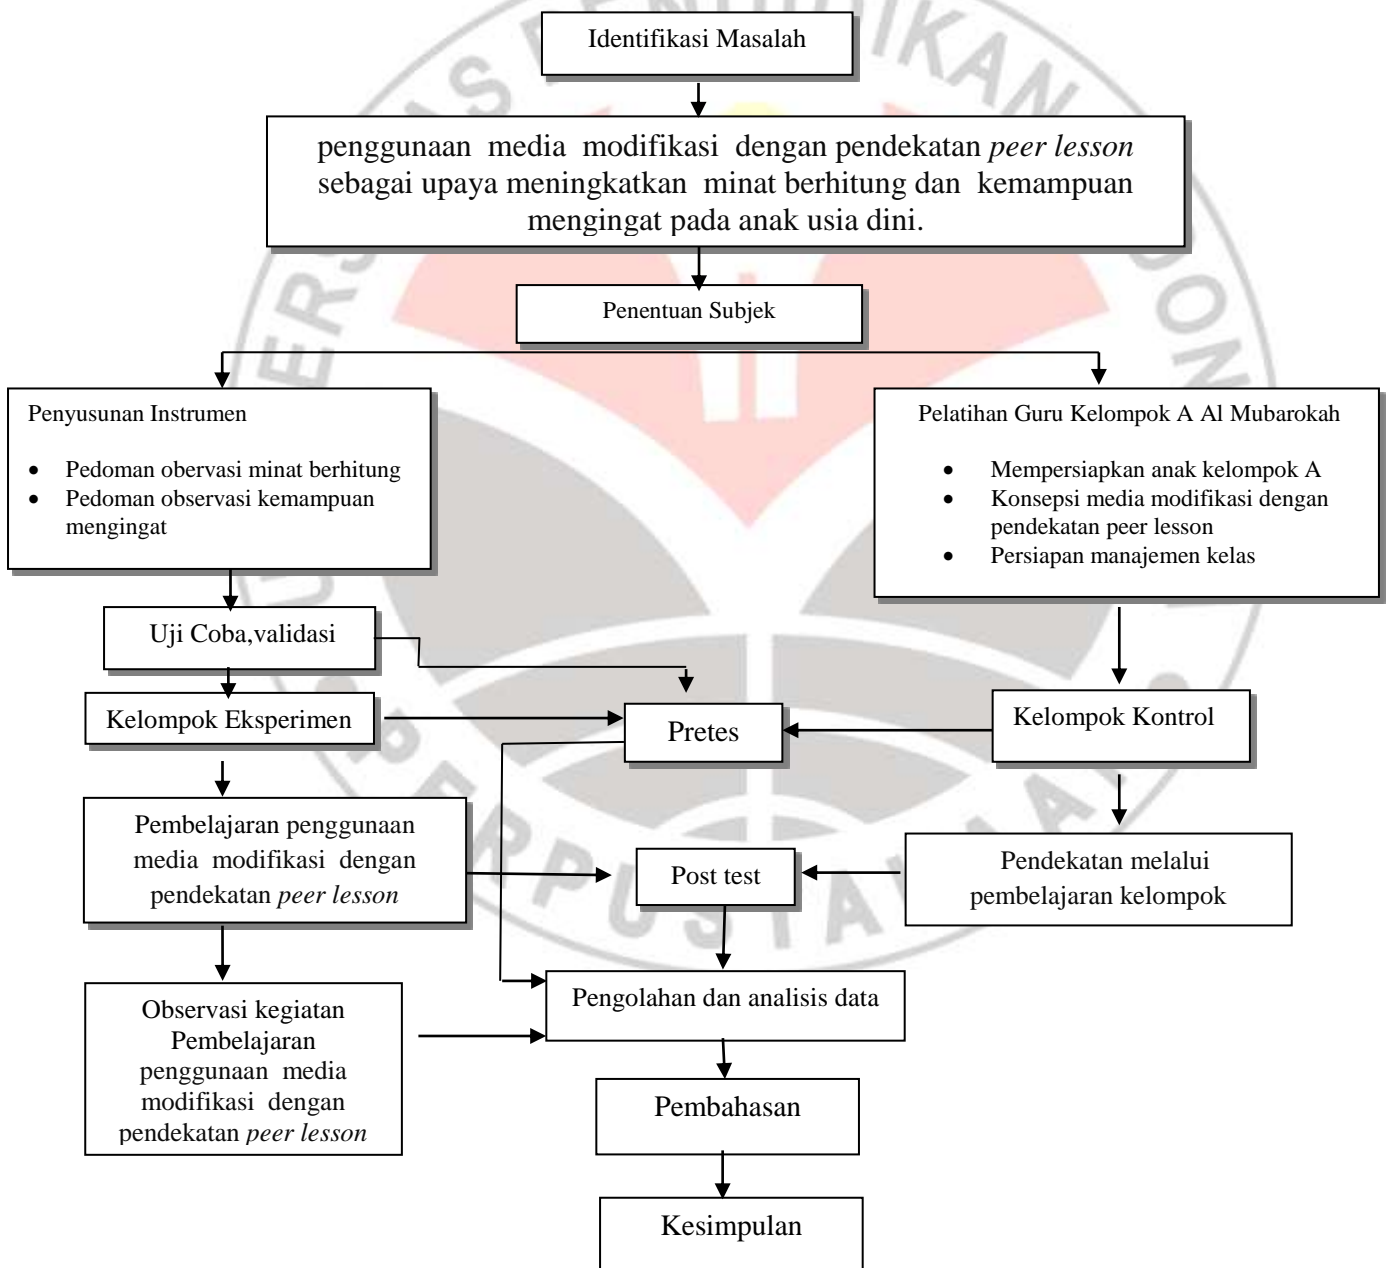 Identifikasi Masalah
penggunaan media modifikasi dengan pendekatan peer lesson
sebagai upaya meningkatkan minat berhitung dan kemampuan
mengingat pada anak usia dini.
Penentuan Subjek
Penyusunan Instrumen
• Pedoman obervasi minat berhitung
• Pedoman observasi kemampuan
mengingat
Pelatihan Guru Kelompok A Al Mubarokah
• Mempersiapkan anak kelompok A
• Konsepsi media modifikasi dengan
pendekatan peer lesson
• Persiapan manajemen kelas
Uji Coba,validasi
Kelompok Eksperimen
Pretes
Kelompok Kontrol
Pembelajaran penggunaan
media modifikasi dengan
pendekatan peer lesson
Post test
Pendekatan melalui
pembelajaran kelompok
Observasi kegiatan
Pembelajaran
penggunaan media
modifikasi dengan
pendekatan peer lesson
Pengolahan dan analisis data
Pembahasan
Kesimpulan